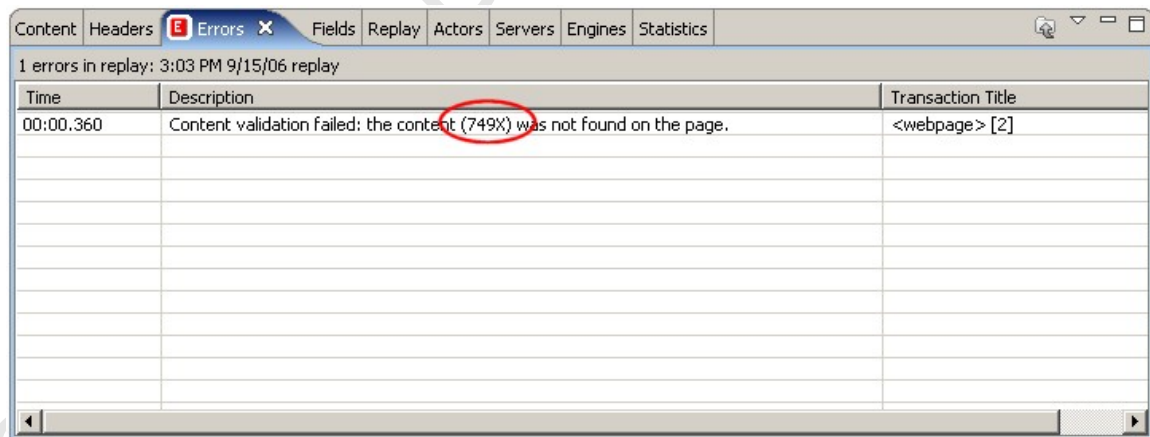 Content Headers E Errors Fields Replay Actors Servers Engines Statistics
1 errors in replay: 3:03 PM 9/15/06 replay
Time Description Transaction Title
00:00.360 Content validation failed: the content (749X) was not found on the page. <webpage> [2]